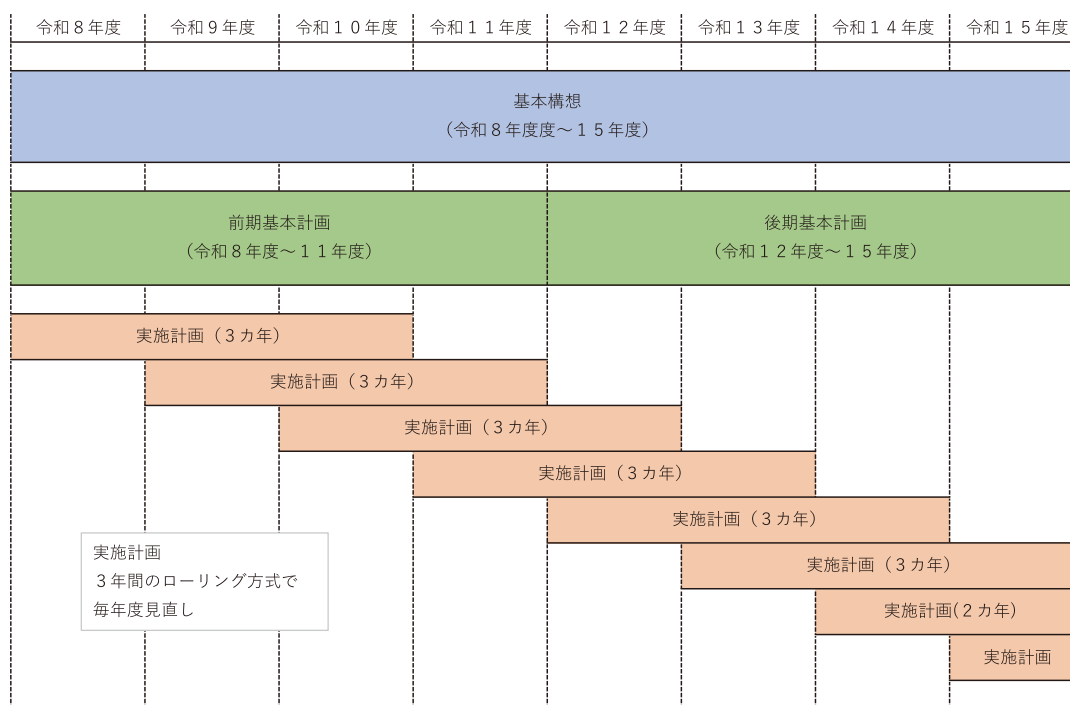 令和８年度 令和９年度 令和１０年度 令和１１年度 令和１２年度 令和１３年度 令和１４年度 令和１５年度
基本構想
（令和８年度度～１５年度）
前期基本計画
（令和８年度～１１年度）
後期基本計画
（令和１２年度～１５年度）
実施計画（３カ年）
実施計画（３カ年）
実施計画（３カ年）
実施計画（３カ年）
実施計画（３カ年）
実施計画（３カ年）
実施計画(２カ年)
実施計画
実施計画
３年間のローリング方式で
毎年度見直し